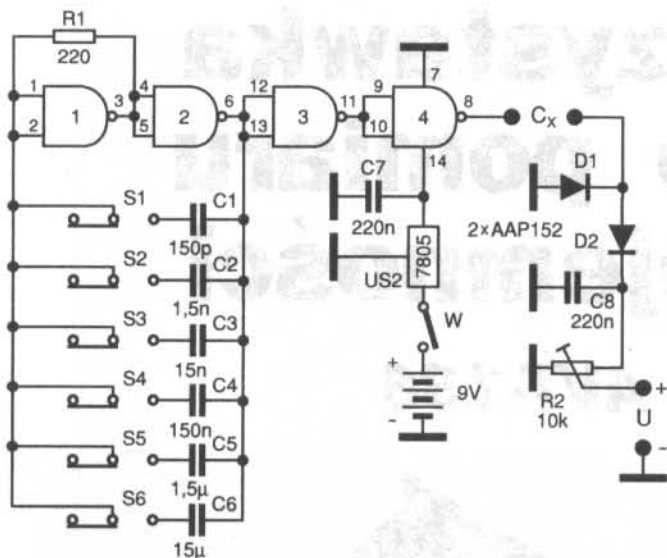 R1
220
1
2
3
1
4
5
6
2
12
13
11
3
7
9
10
8
4
14
Cx
S1 C1
150p
S2 C2
1,5n
S3 C3
15n
S4 C4
150n
S5 C5
1,5µ
S6 C6
15µ
C7
220n
US2
7805
W
+
9V
-
D1
2×AAP152
D2
C8
220n
R2
10k
+
U
-